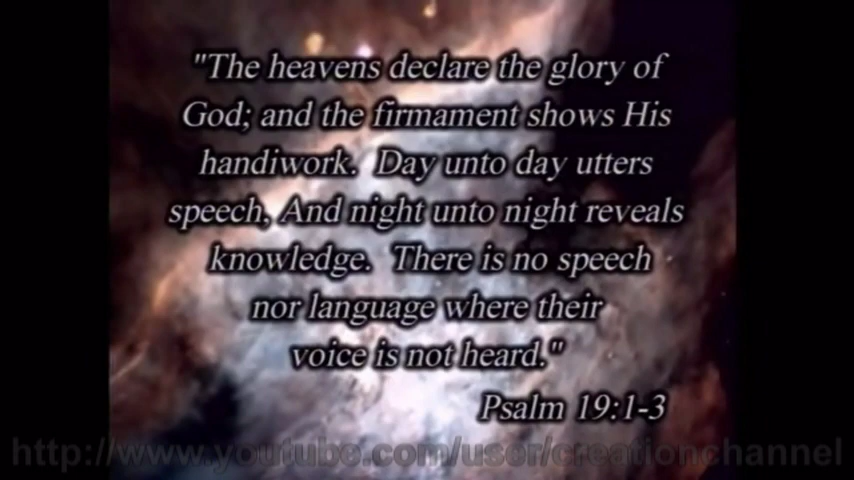 "The heavens declare the glory of
God; and the firmament shows His
handiwork.  Day unto day utters
speech, And night unto night reveals
knowledge.  There is no speech
nor language where their
voice is not heard."
Psalm 19:1-3
http://www.youtube.com/user/creationchannel